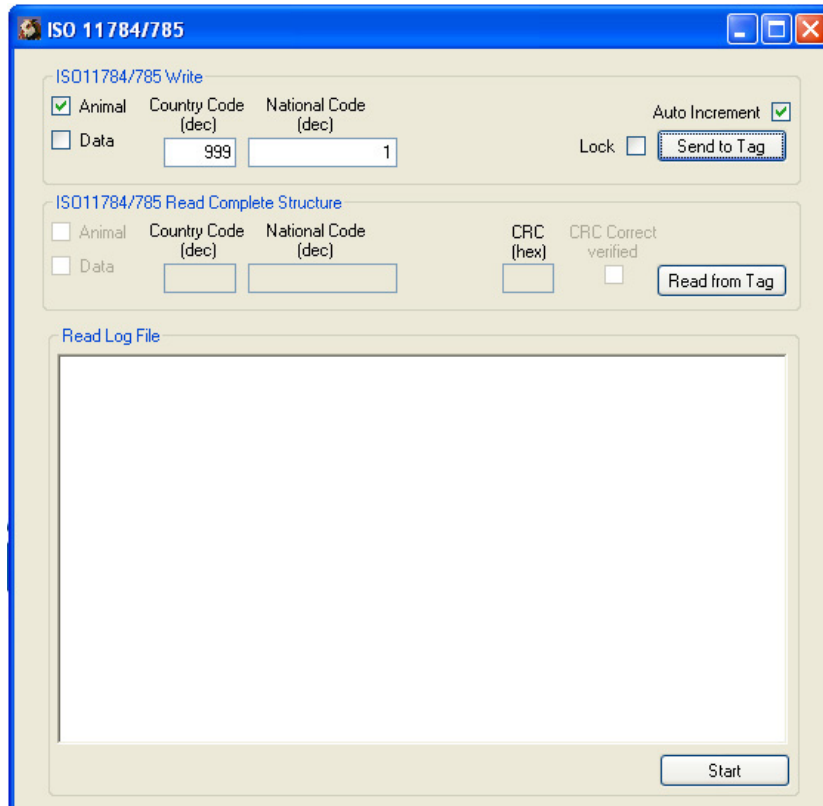 ISO 11784/785
ISO11784/785 Write
Animal
Country Code
(dec)
National Code
(dec)
Auto Increment
Data
999
1
Lock
Send to Tag
ISO11784/785 Read Complete Structure
Animal
Country Code
(dec)
National Code
(dec)
CRC
(hex)
CRC Correct
verified
Data
Read from Tag
Read Log File
Start